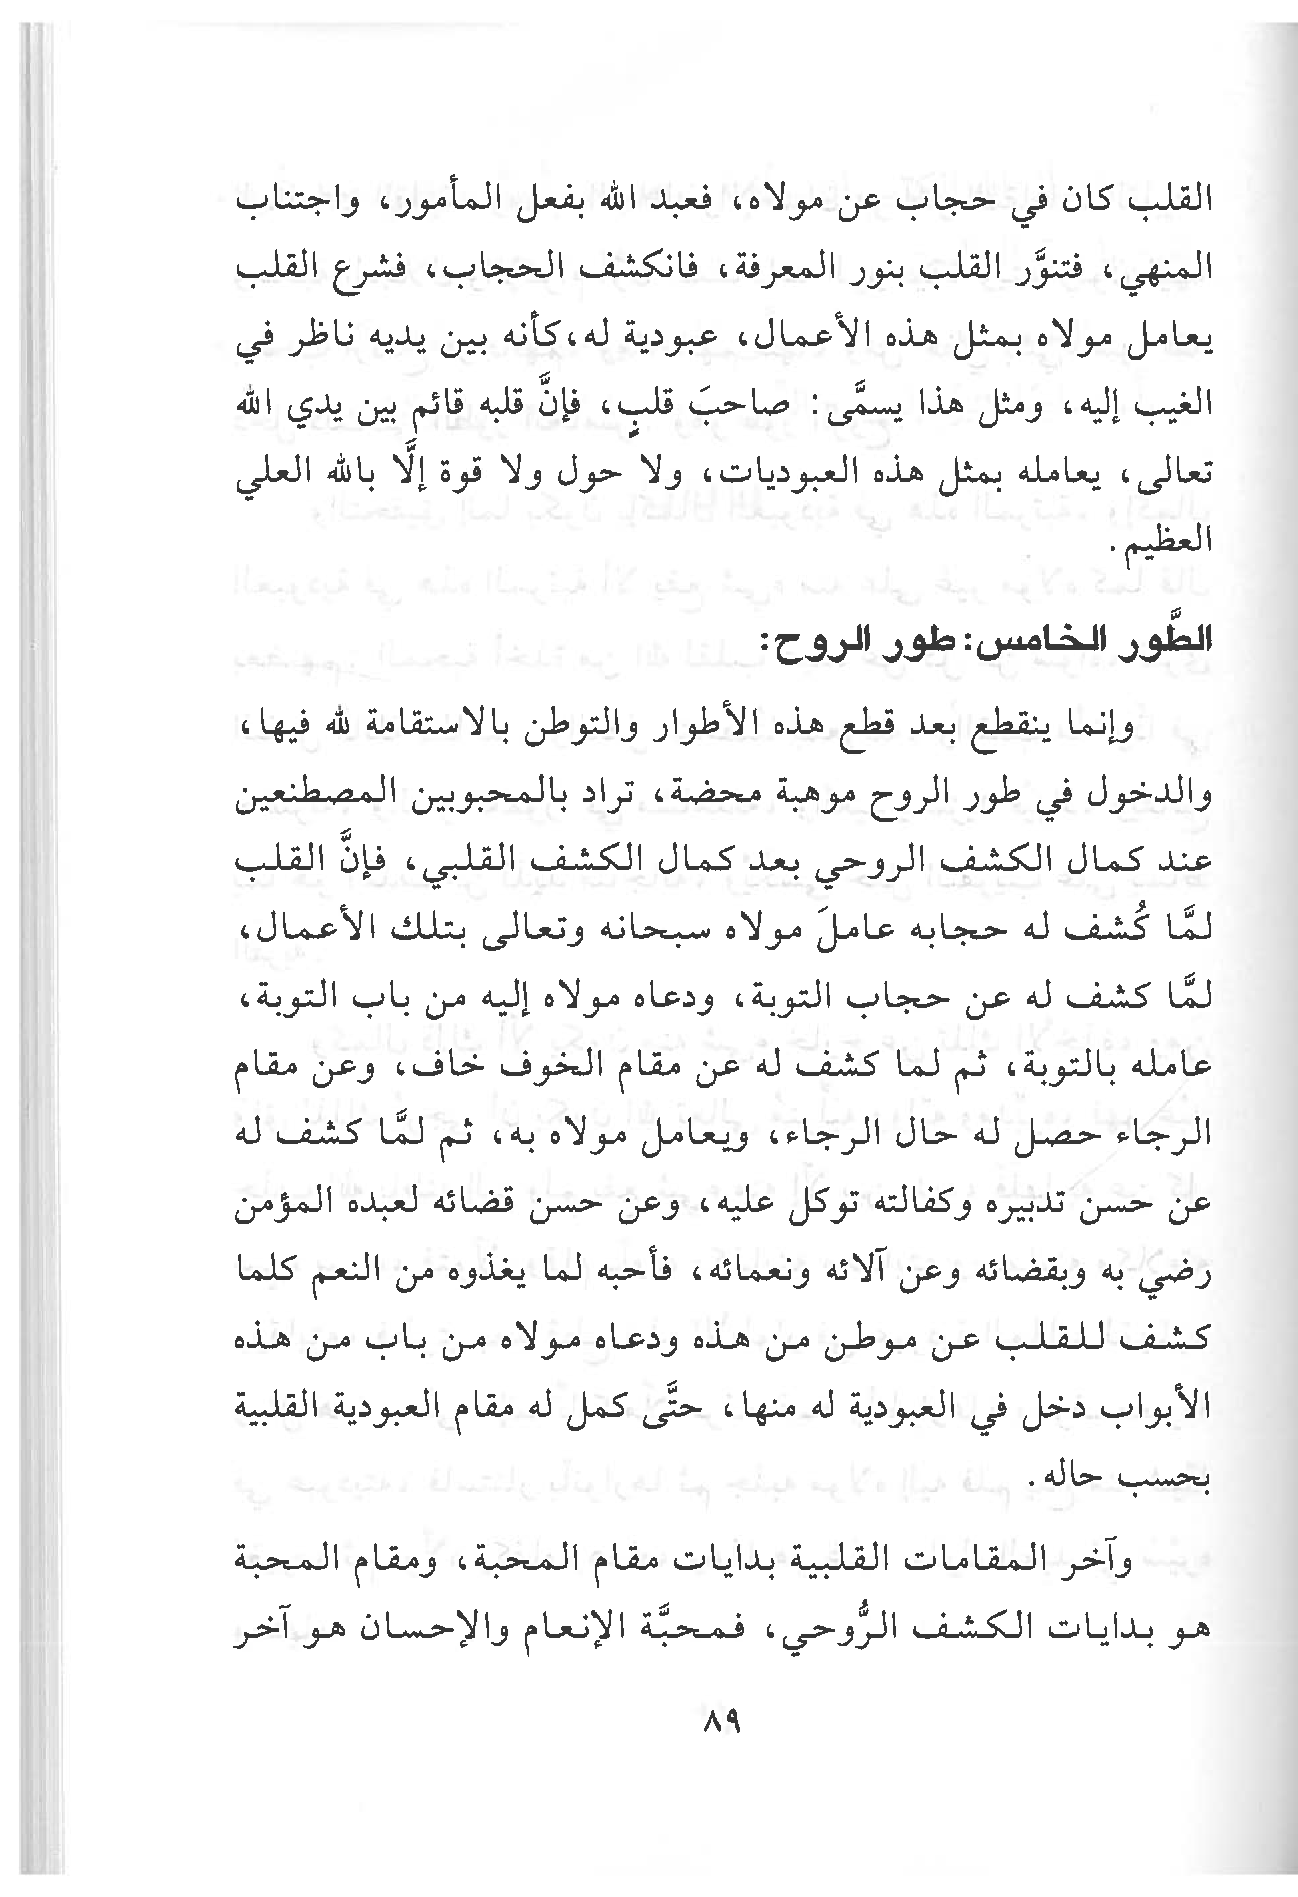 القلب كان في حجاب عن مولاه، فعبد الله بفعل المأمور، واجتناب
المنهي، فتنوَّر القلب بنور المعرفة، فانكشف الحجاب، فشرع القلب
يعامل مولاه بمثل هذه الأعمال، عبودية له،كأنه بين يديه ناظر في
الغيب إليه، ومثل هذا يسمَّى: صاحبَ قلبٍ، فإنَّ قلبه قائم بين يدي الله
تعالى، يعامله بمثل هذه العبوديات، ولا حول ولا قوة إلَّا بالله العلي
العظيم.
الطَّور الخامس: طور الروح:
وإنما ينقطع بعد قطع هذه الأطوار والتوطن بالاستقامة لله فيها،
والدخول في طور الروح موهبة محضة، تراد بالمحبوبين المصطنعين
عند كمال الكشف الروحي بعد كمال الكشف القلبي، فإنَّ القلب
لمَّا كُشف له حجابه عاملَ مولاه سبحانه وتعالى بتلك الأعمال،
لمَّا كشف له عن حجاب التوبة، ودعاه مولاه إليه من باب التوبة،
عامله بالتوبة، ثم لما كشف له عن مقام الخوف خاف، وعن مقام
الرجاء حصل له حال الرجاء، ويعامل مولاه به، ثم لمَّا كشف له
عن حسن تدبيره وكفالته توكل عليه، وعن حسن قضائه لعبده المؤمن
رضي به وبقضائه وعن آلائه ونعمائه، فأحبه لما يغذوه من النعم كلما
كشف للقلب عن موطن من هذه ودعاه مولاه من باب من هذه
الأبواب دخل في العبودية له منها، حتَّى كمل له مقام العبودية القلبية
بحسب حاله.
وآخر المقامات القلبية بدايات مقام المحبة، ومقام المحبة
هو بدايات الكشف الرُّوحي، فمحبَّة الإنعام والإحسان هو آخر
٨٩